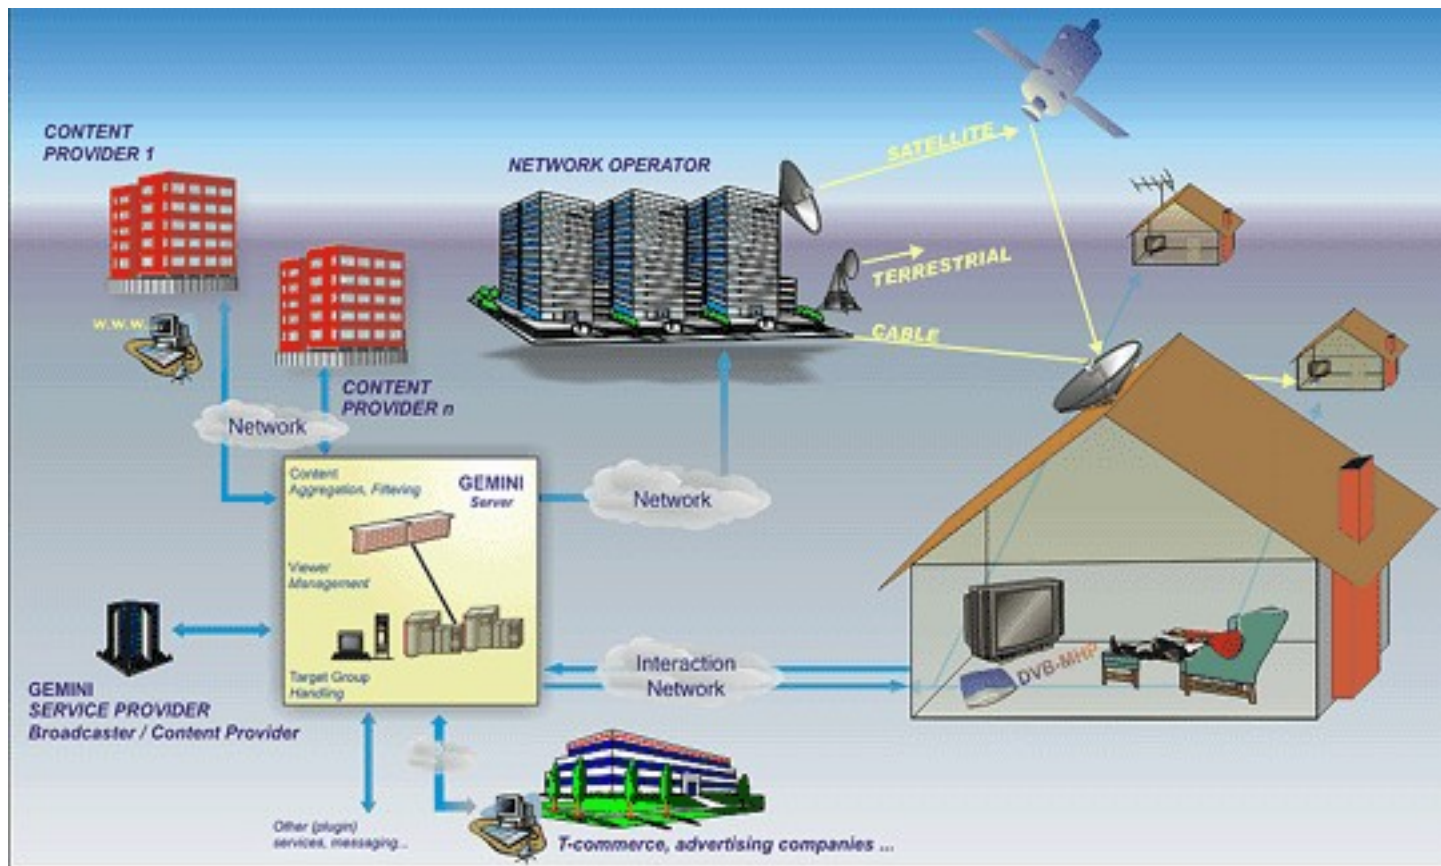 CONTENT
PROVIDER 1
NETWORK OPERATOR
SATELLITE
TERRESTRIAL
CABLE
w.w.w.
CONTENT
PROVIDER n
Network
Content
Aggregation, Filtering
GEMINI
Server
Network
Viewer
Management
Target Group
Handling
GEMINI
SERVICE PROVIDER
Broadcaster / Content Provider
Interaction
Network
DVB-MHP
Other (plugin)
services, messaging...
T-commerce, advertising companies ...